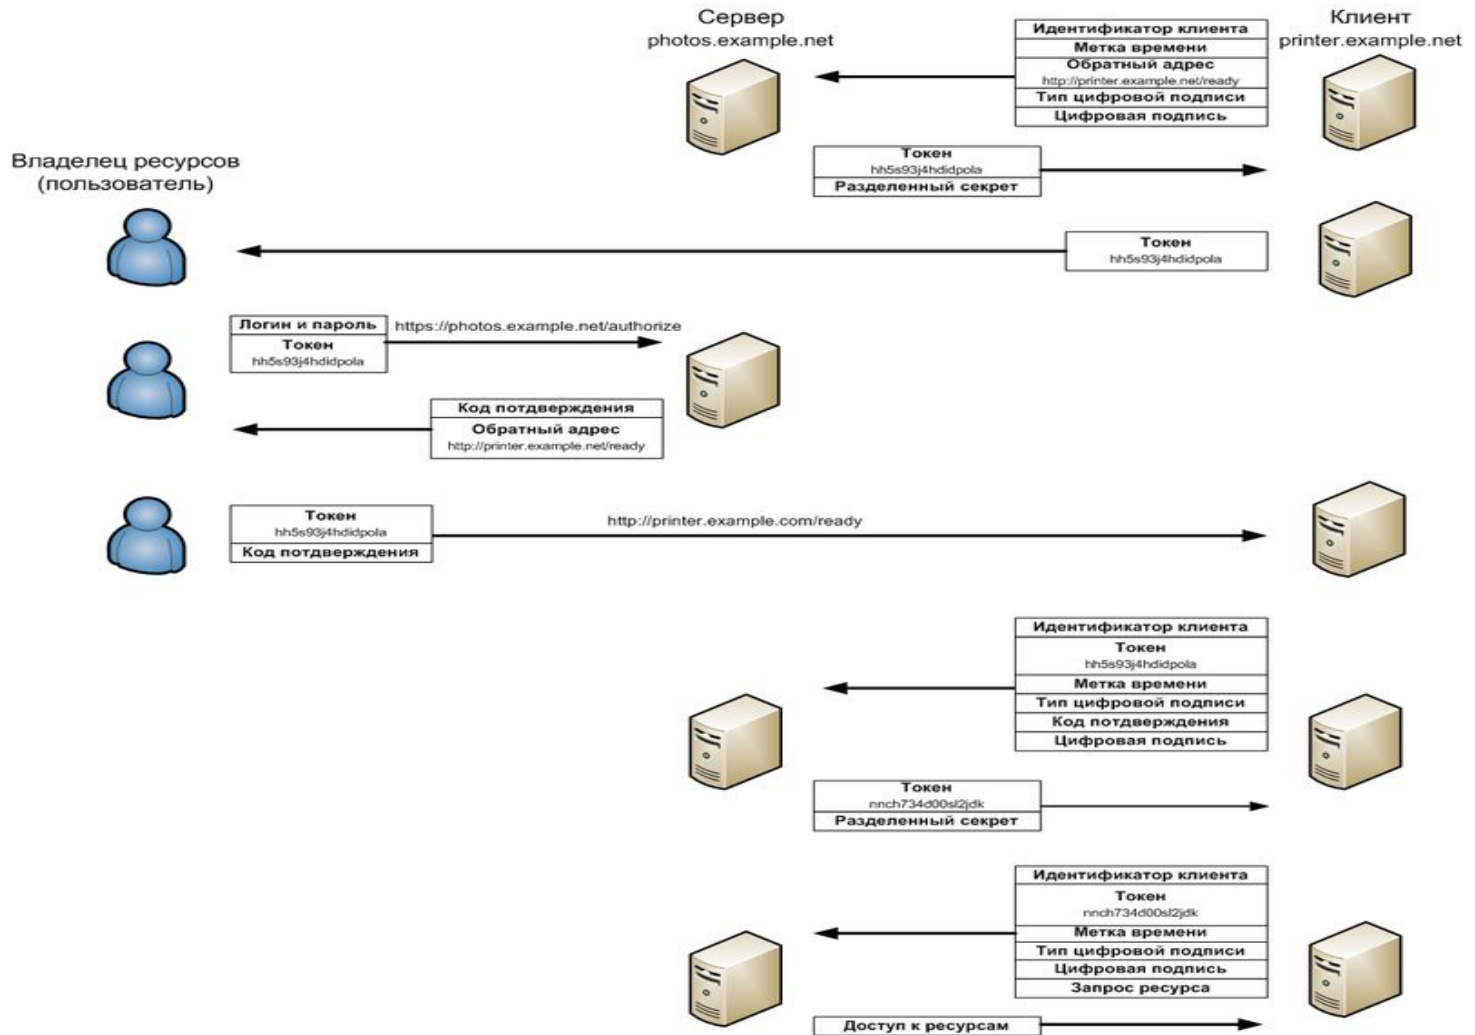 Сервер
photos.example.net
Клиент
printer.example.net
Идентификатор клиента
Метка времени
Обратный адрес
http://printer.example.net/ready
Тип цифровой подписи
Цифровая подпись
Токен
hh5s93j4hdidpola
Разделенный секрет
Владелец ресурсов
(пользователь)
Токен
hh5s93j4hdidpola
Логин и пароль
https://photos.example.net/authorize
Токен
hh5s93j4hdidpola
Код потдверждения
Обратный адрес
http://printer.example.net/ready
Токен
hh5s93j4hdidpola
Код потдверждения
http://printer.example.com/ready
Идентификатор клиента
Токен
hh5s93j4hdidpola
Метка времени
Тип цифровой подписи
Код потдверждения
Цифровая подпись
Токен
nnch734d00sl2jdk
Разделенный секрет
Идентификатор клиента
Токен
nnch734d00sl2jdk
Метка времени
Тип цифровой подписи
Цифровая подпись
Запрос ресурса
Доступ к ресурсам